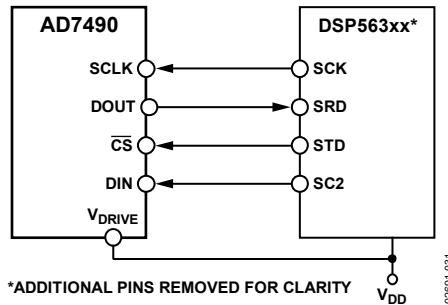 AD7490
DSP563xx*
SCLK
SCK
DOUT
SRD
CS
STD
DIN
SC2
VDRIVE
*ADDITIONAL PINS REMOVED FOR CLARITY
VDD